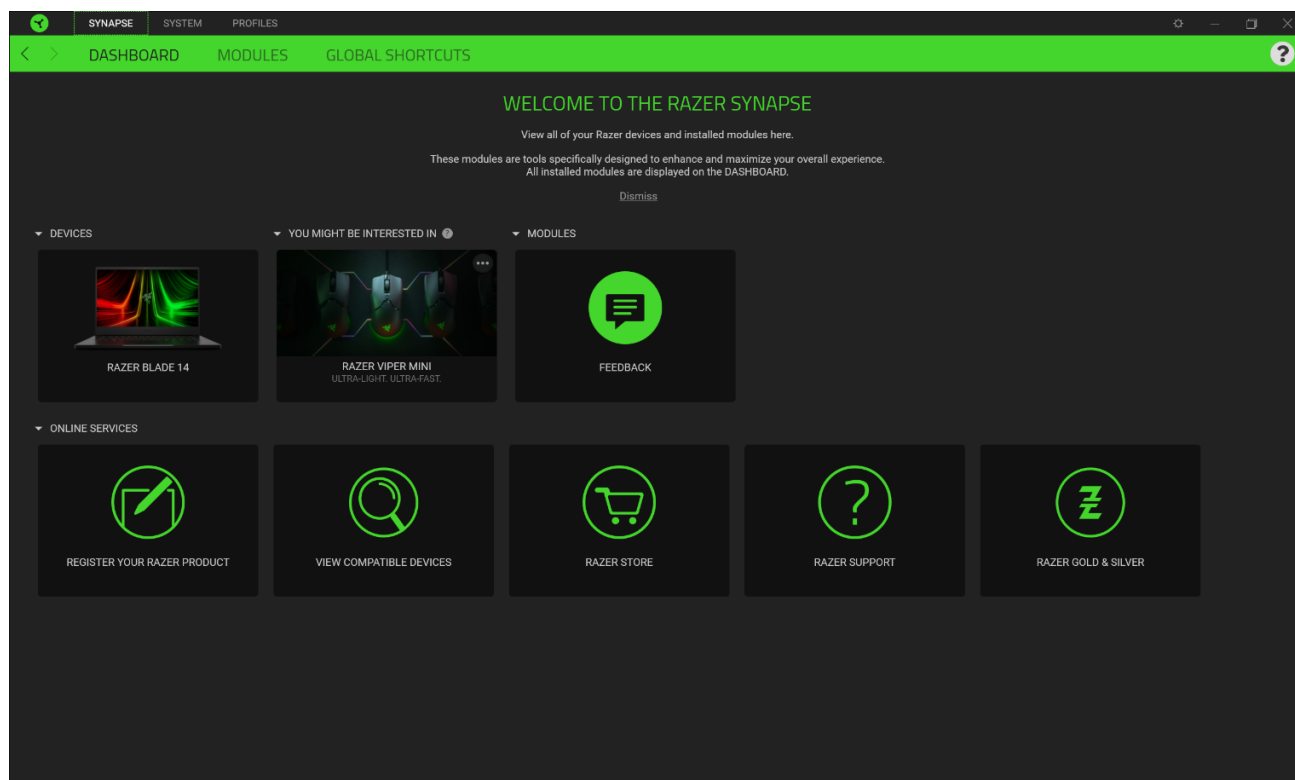 SYNAPSE SYSTEM PROFILES
DASHBOARD MODULES GLOBAL SHORTCUTS
?
WELCOME TO THE RAZER SYNAPSE
View all of your Razer devices and installed modules here.
These modules are tools specifically designed to enhance and maximize your overall experience.
All installed modules are displayed on the DASHBOARD.
Dismiss
DEVICES
YOU MIGHT BE INTERESTED IN ?
MODULES
RAZER BLADE 14
RAZER VIPER MINI
ULTRA-LIGHT. ULTRA-FAST.
FEEDBACK
ONLINE SERVICES
REGISTER YOUR RAZER PRODUCT
VIEW COMPATIBLE DEVICES
RAZER STORE
?
RAZER SUPPORT
RAZER GOLD & SILVER